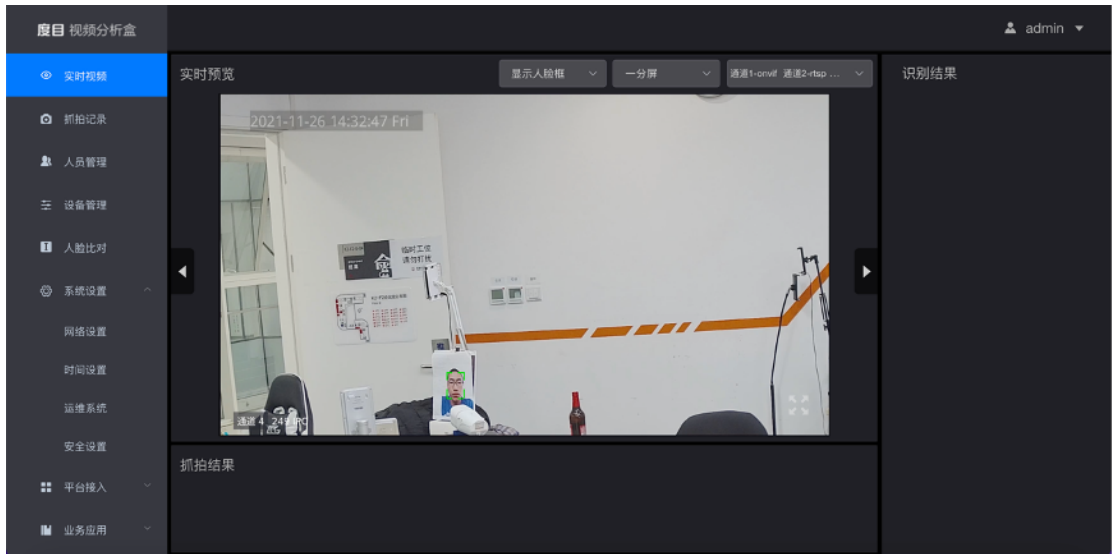 度目 视频分析盒
admin
实时视频
抓拍记录
人员管理
设备管理
人脸比对
系统设置
网络设置
时间设置
运维系统
安全设置
平台接入
业务应用
实时预览
显示人脸框
一分屏
通道1-onvif 通道2-rtsp ...
2021-11-26 14:32:47 Fri
临时工位
请勿打扰
通道 4_249 IPC
抓拍结果
识别结果